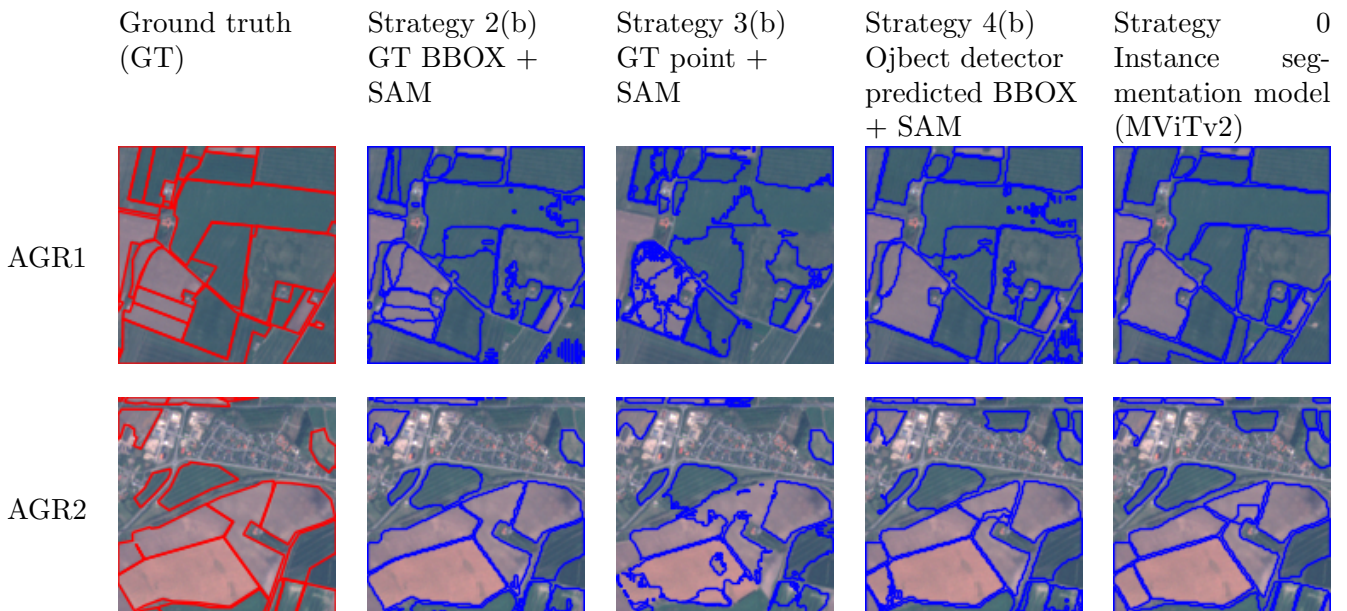 Ground truth
(GT)
Strategy 2(b)
GT BBOX +
SAM
Strategy 3(b)
GT point +
SAM
Strategy 4(b)
Ojbect detector
predicted BBOX
+ SAM
Strategy 0
Instance seg-
mentation model
(MViTv2)
AGR1
AGR2